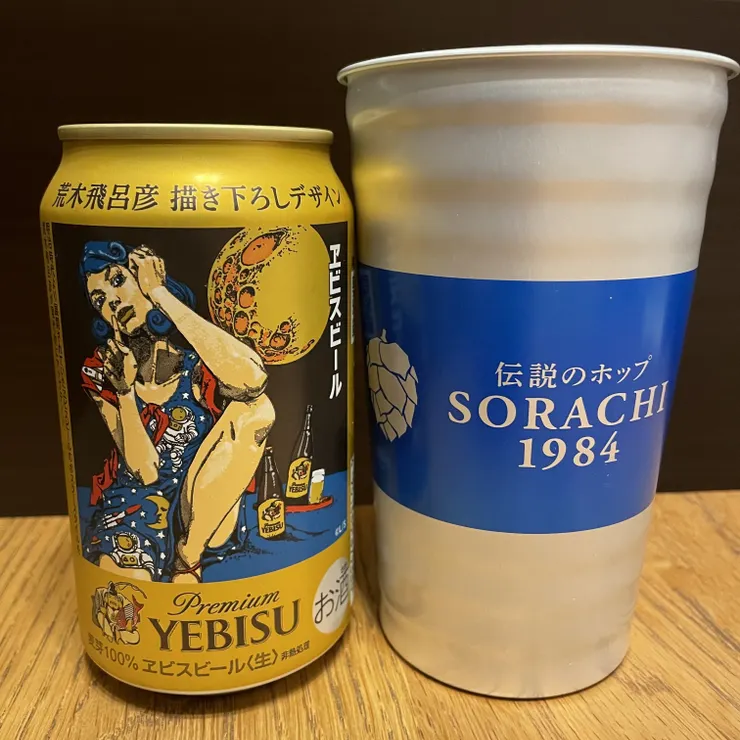 荒木飛呂彦 描き下ろしデザイン
ヱビスビール
YEBISU
YEBISU
Premium
YEBISU
お酒
麦芽100% ヱビスビール〈生〉非熱処理
伝説のホップ
SORACHI
1984